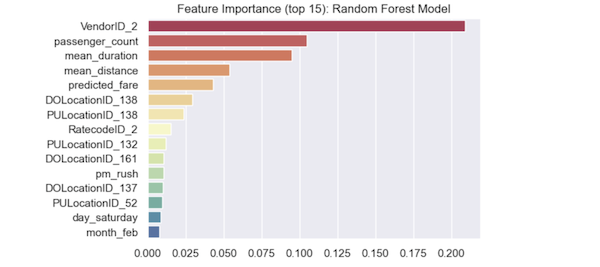 Feature Importance (top 15): Random Forest Model
VendorID_2
passenger_count
mean_duration
mean_distance
predicted_fare
DOLocationID_138
PULocationID_138
RatecodeID_2
PULocationID_132
DOLocationID_161
pm_rush
DOLocationID_137
PULocationID_52
day_saturday
month_feb
0.000 0.025 0.050 0.075 0.100 0.125 0.150 0.175 0.200